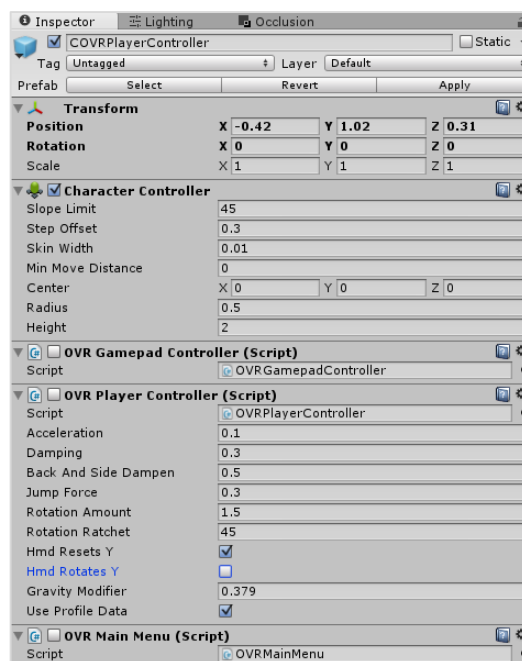 Inspector Lighting Occlusion
COVRPlayerController Static
Tag Untagged Layer Default
Prefab Select Revert Apply
Transform
Position X -0.42 Y 1.02 Z 0.31
Rotation X 0 Y 0 Z 0
Scale X 1 Y 1 Z 1
Character Controller
Slope Limit 45
Step Offset 0.3
Skin Width 0.01
Min Move Distance 0
Center X 0 Y 0 Z 0
Radius 0.5
Height 2
OVR Gamepad Controller (Script)
Script OVRGamepadController
OVR Player Controller (Script)
Script OVRPlayerController
Acceleration 0.1
Damping 0.3
Back And Side Dampen 0.5
Jump Force 0.3
Rotation Amount 1.5
Rotation Ratchet 45
Hmd Resets Y
Hmd Rotates Y
Gravity Modifier 0.379
Use Profile Data
OVR Main Menu (Script)
Script OVRMainMenu